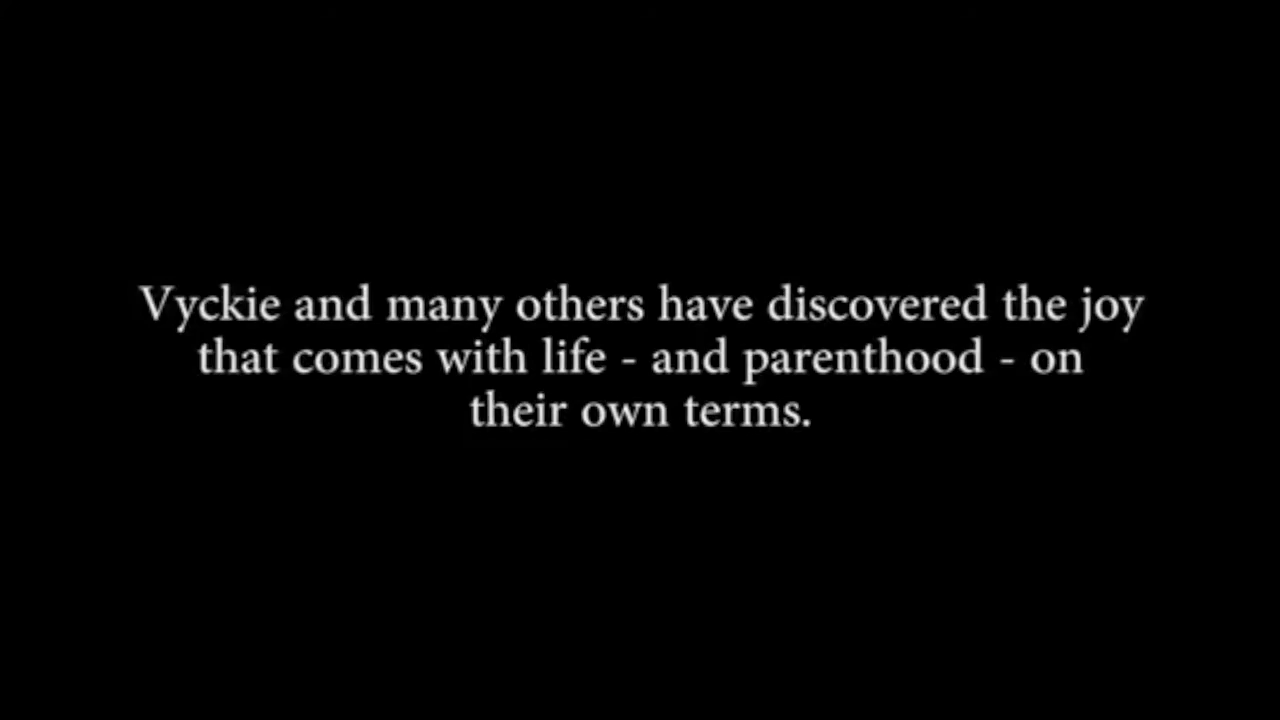 Vyckie and many others have discovered the joy
that comes with life - and parenthood - on
their own terms.